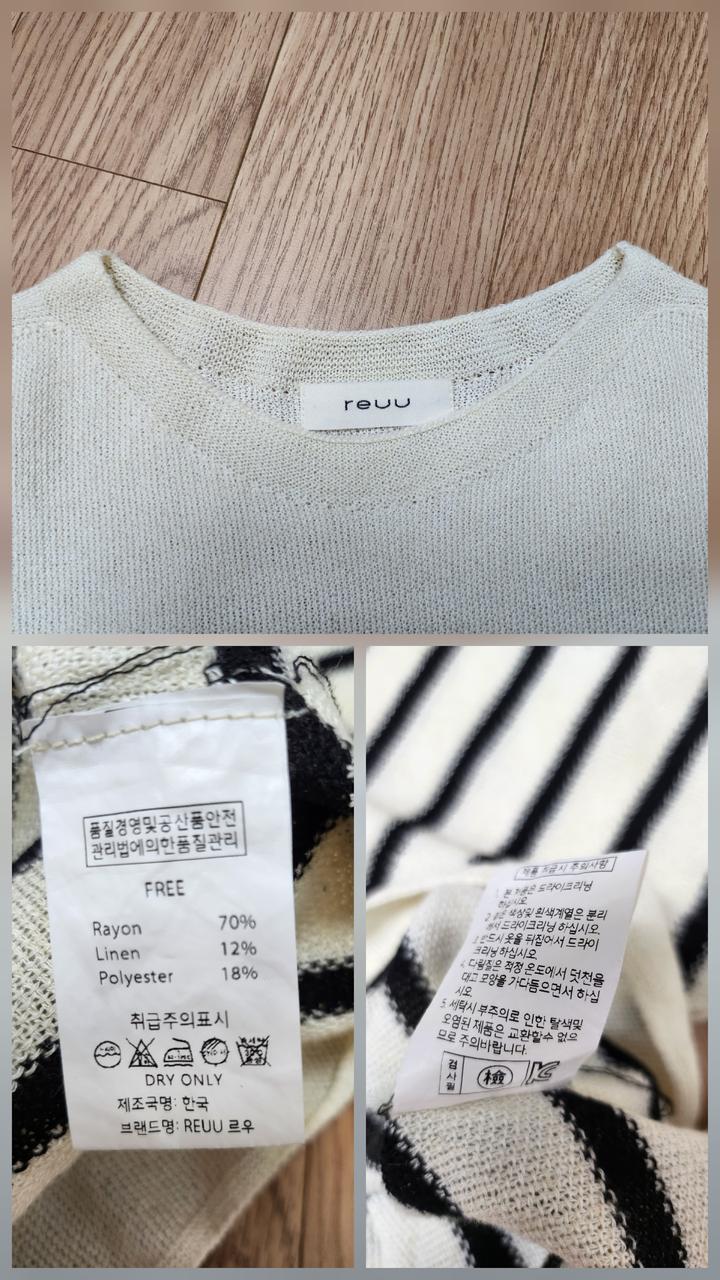 reuu
품질경영및공산품안전
관리법에의한품질관리
FREE
Rayon 70%
Linen 12%
Polyester 18%
취급주의표시
DRY ONLY
제조국명: 한국
브랜드명: REUU 르우
제품 취급시 주의사항
1. 본 제품은 드라이크리닝
하십시오.
2. 짙은 색상및 흰색계열은 분리
해서 드라이크리닝 하십시오.
3. 반드시 옷을 뒤집어서 드라이
크리닝하십시오.
4. 다림질은 적정 온도에서 덧천을
대고 모양을 가다듬으면서 하십
시오.
5. 세탁시 부주의로 인한 탈색및
오염된 제품은 교환할수 없으
므로 주의바랍니다.
검사필 檢